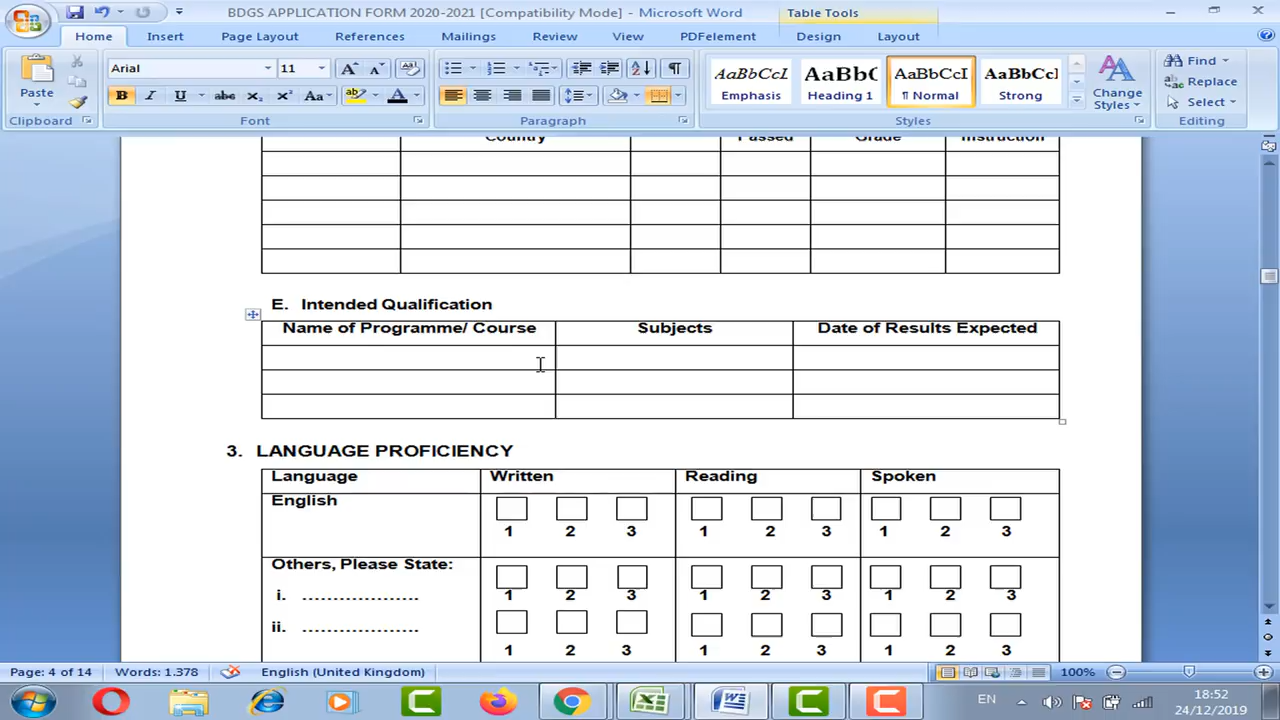 BDGS APPLICATION FORM 2020-2021 [Compatibility Mode] - Microsoft Word
Table Tools
Home Insert Page Layout References Mailings Review View PDFelement Design Layout
Paste
Arial 11
B I U abc X₂ X² Aa ab A
AaBbCcI AaBbC AaBbCcI AaBbCcl
Emphasis Heading 1 ¶ Normal Strong
Change Styles
Find
Replace
Select
Clipboard Font Paragraph Styles Editing
Country Passed Grade Instruction
E. Intended Qualification
Name of Programme/ Course Subjects Date of Results Expected
3. LANGUAGE PROFICIENCY
Language Written Reading Spoken
English
1 2 3 1 2 3 1 2 3
Others, Please State:
i. ………………. 1 2 3 1 2 3 1 2 3
ii. ……………….
1 2 3 1 2 3 1 2 3
Page: 4 of 14 Words: 1.378 English (United Kingdom) 100%
EN 18:52
24/12/2019